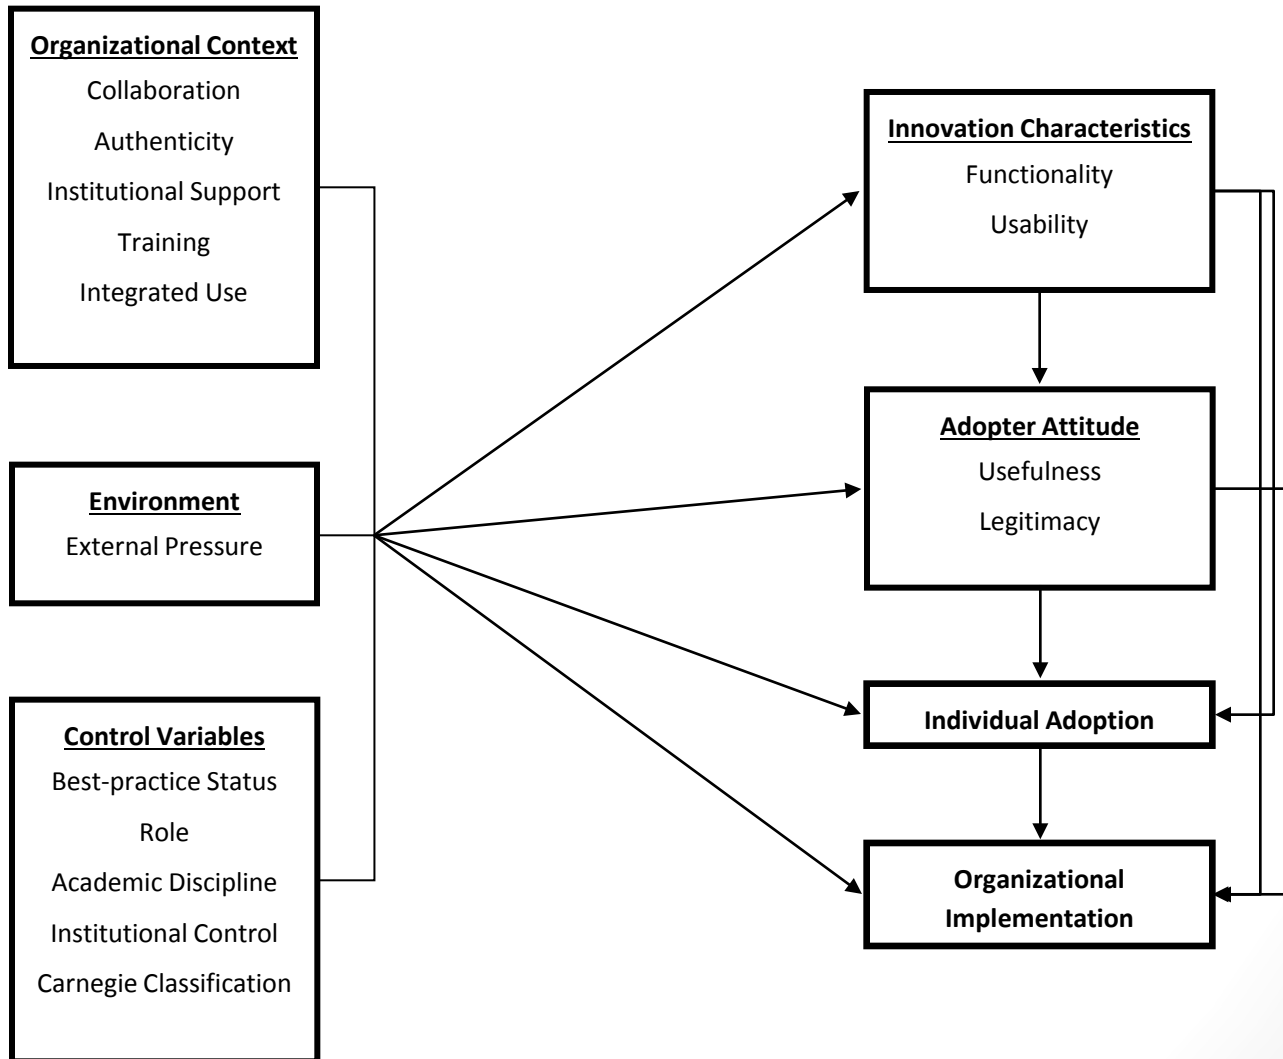 Organizational Context
Collaboration
Authenticity
Institutional Support
Training
Integrated Use
Environment
External Pressure
Control Variables
Best-practice Status
Role
Academic Discipline
Institutional Control
Carnegie Classification
Innovation Characteristics
Functionality
Usability
Adopter Attitude
Usefulness
Legitimacy
Individual Adoption
Organizational
Implementation